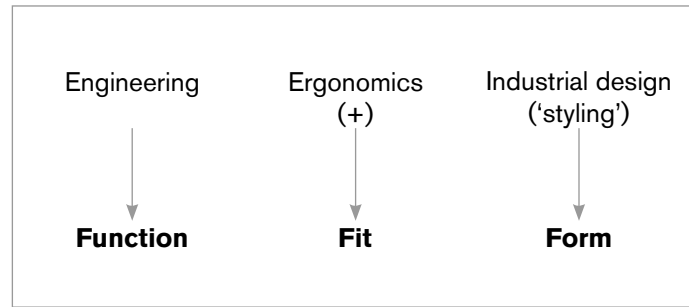 Engineering
Ergonomics
(+)
Industrial design
(‘styling’)
Function
Fit
Form